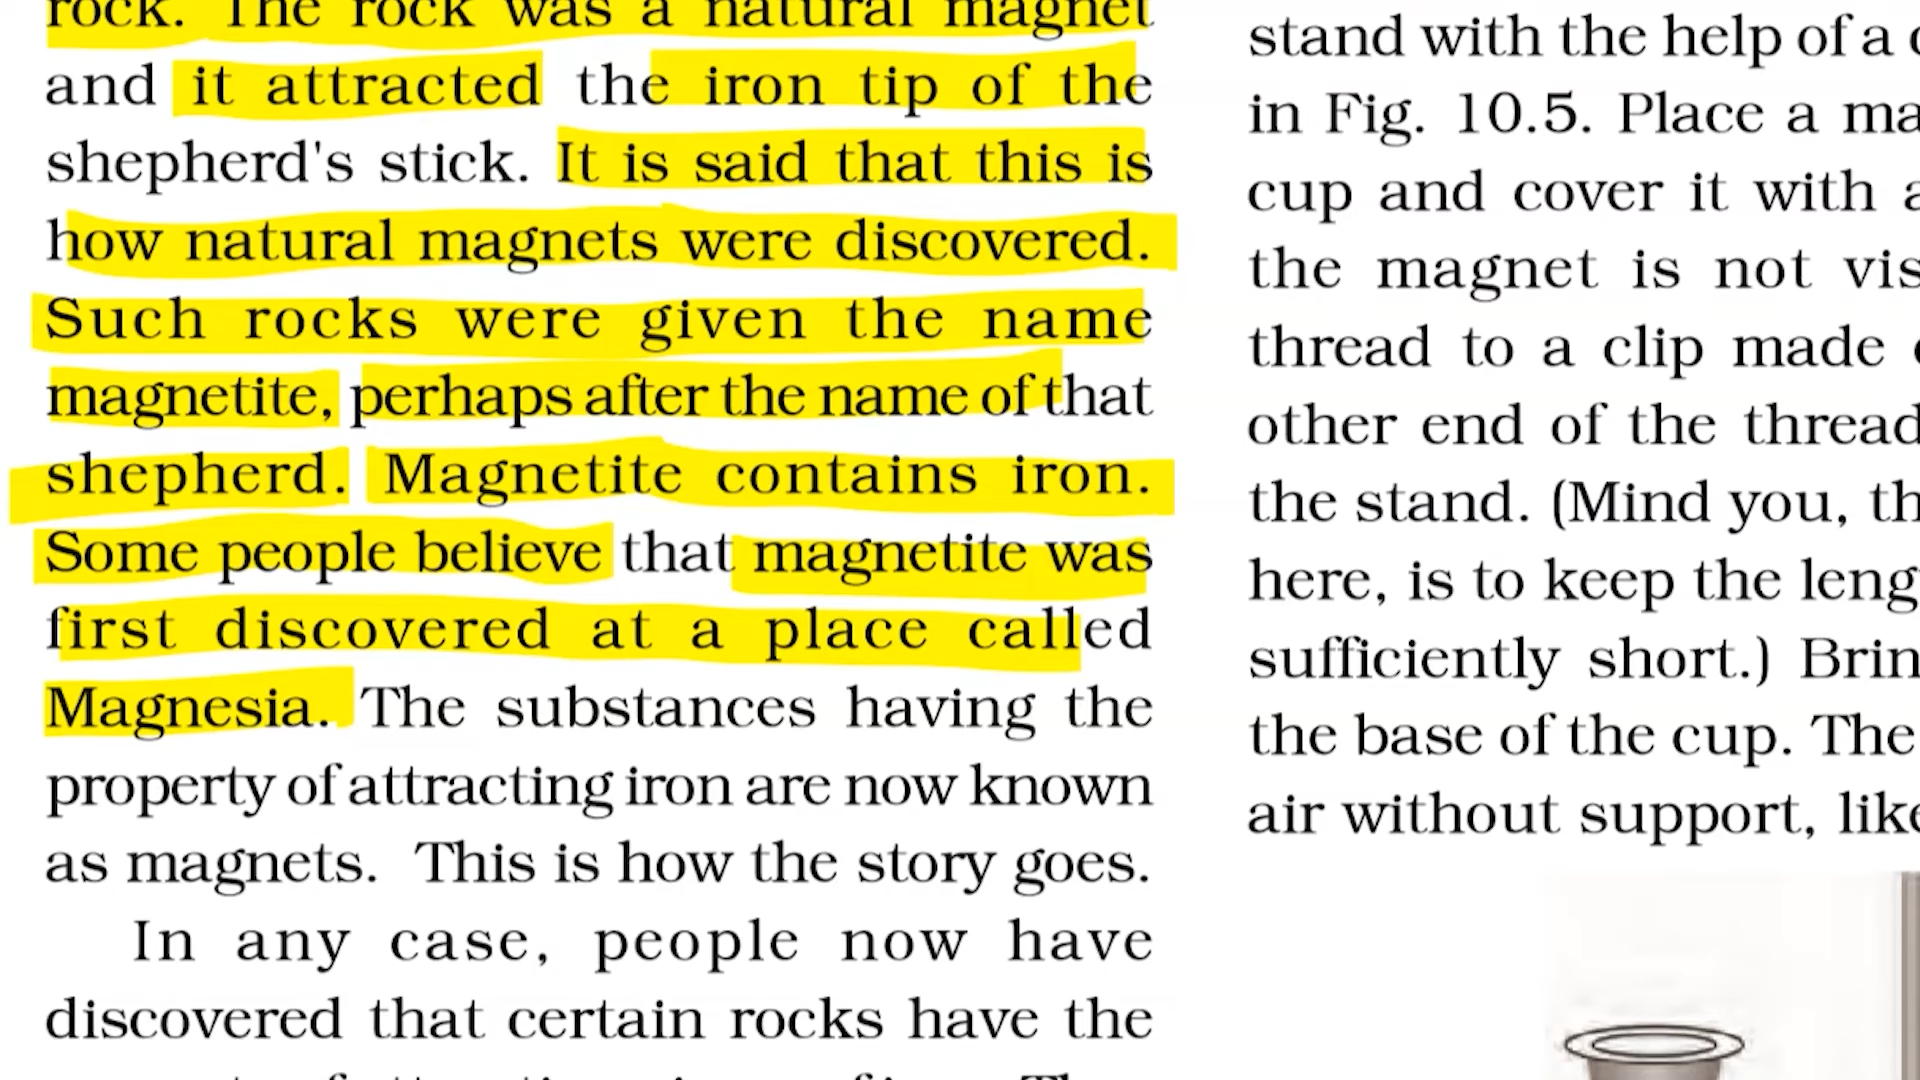 rock. The rock was a natural magnet
and it attracted the iron tip of the
shepherd's stick. It is said that this is
how natural magnets were discovered.
Such rocks were given the name
magnetite, perhaps after the name of that
shepherd. Magnetite contains iron.
Some people believe that magnetite was
first discovered at a place called
Magnesia. The substances having the
property of attracting iron are now known
as magnets.  This is how the story goes.
In any case, people now have
discovered that certain rocks have the
stand with the help of a
in Fig. 10.5. Place a
cup and cover it with
the magnet is not
thread to a clip made
other end of the thread
the stand. (Mind you,
here, is to keep the
sufficiently short.)
the base of the cup. The
air without support,